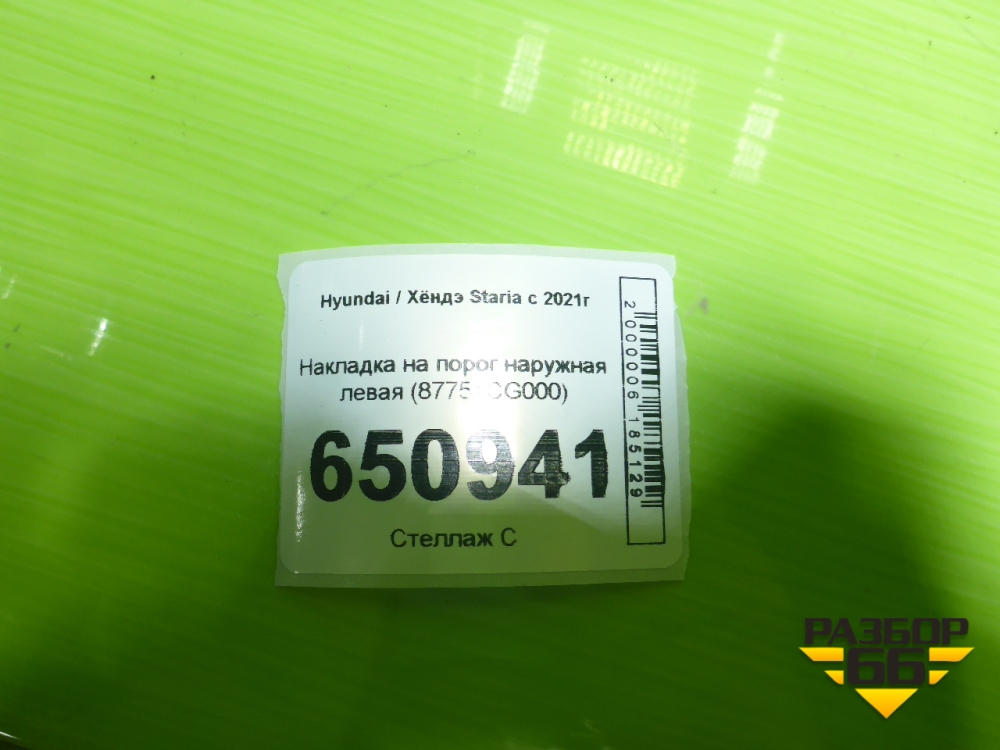 Hyundai / Хёндэ Staria с 2021г
Накладка на порог наружная
левая
650941
Стеллаж С
2000006185129
РАЗБОР
66